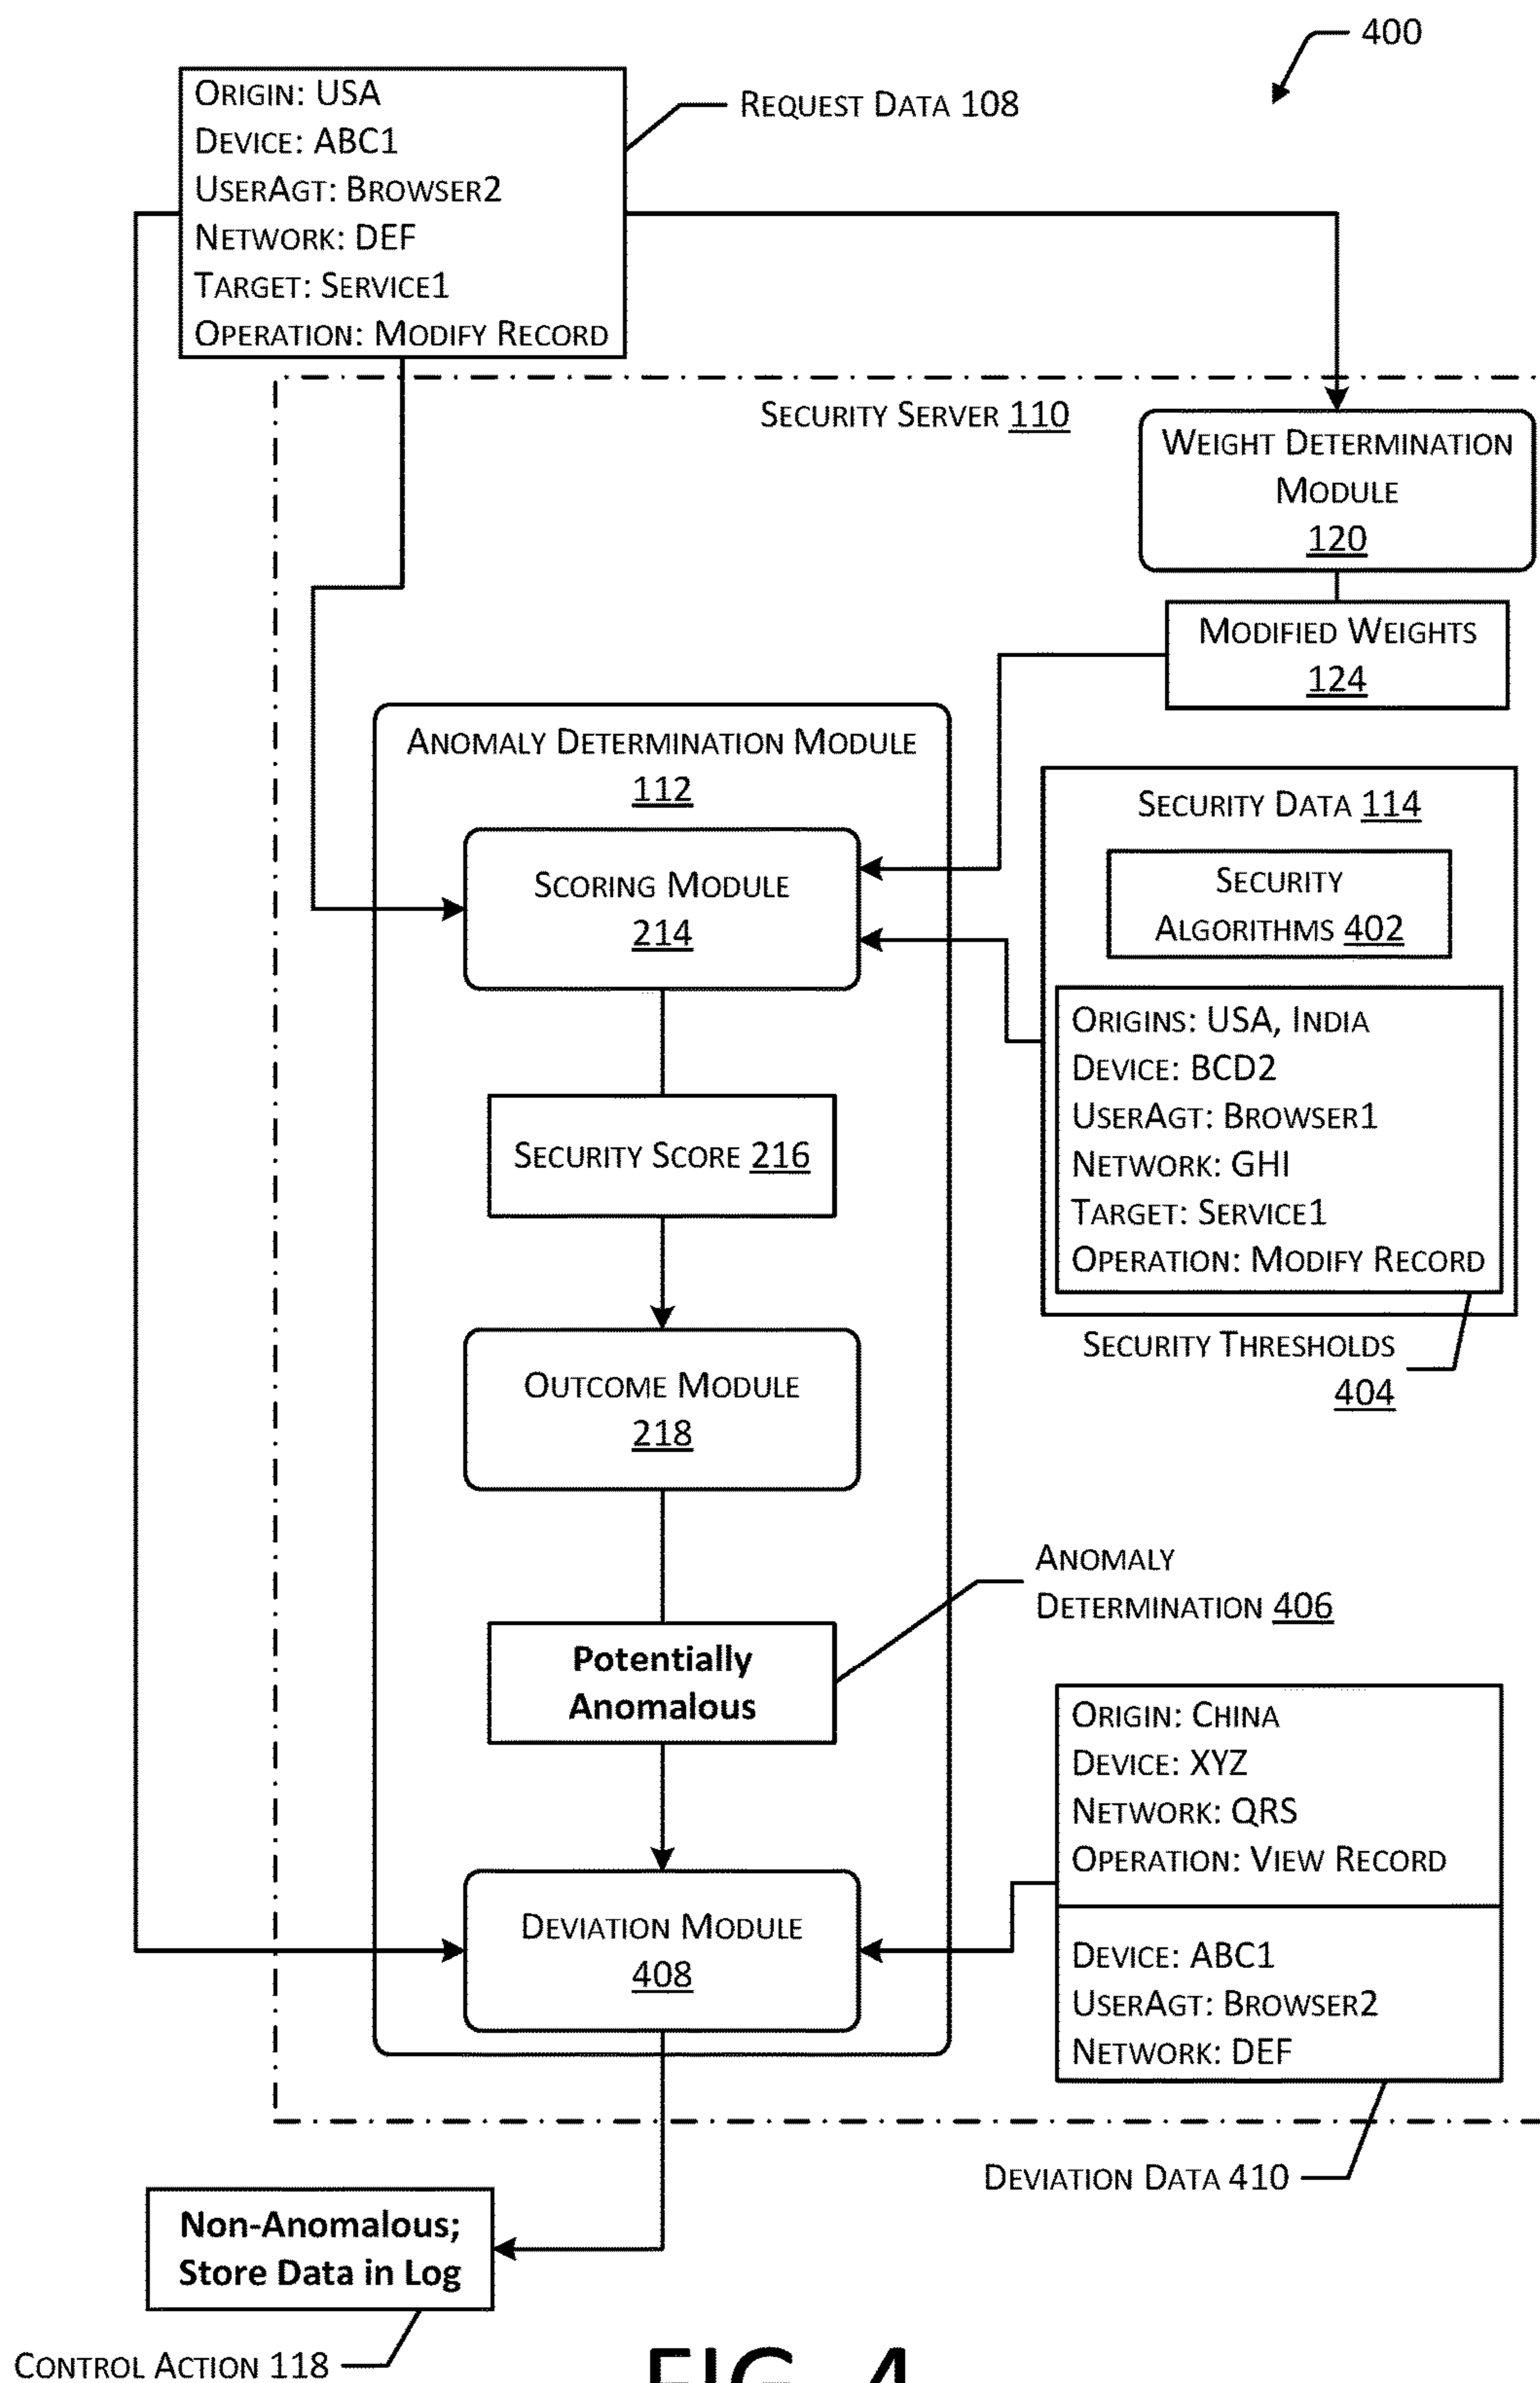 400
ORIGIN: USA
DEVICE: ABC1
USERAGT: BROWSER2
NETWORK: DEF
TARGET: SERVICE1
OPERATION: MODIFY RECORD
REQUEST DATA 108
SECURITY SERVER 110
WEIGHT DETERMINATION
MODULE
120
MODIFIED WEIGHTS
124
ANOMALY DETERMINATION MODULE
112
SCORING MODULE
214
SECURITY DATA 114
SECURITY
ALGORITHMS 402
ORIGINS: USA, INDIA
DEVICE: BCD2
USERAGT: BROWSER1
NETWORK: GHI
TARGET: SERVICE1
OPERATION: MODIFY RECORD
SECURITY THRESHOLDS
404
SECURITY SCORE 216
OUTCOME MODULE
218
ANOMALY
DETERMINATION 406
Potentially
Anomalous
ORIGIN: CHINA
DEVICE: XYZ
NETWORK: QRS
OPERATION: VIEW RECORD
DEVICE: ABC1
USERAGT: BROWSER2
NETWORK: DEF
DEVIATION MODULE
408
DEVIATION DATA 410
Non-Anomalous;
Store Data in Log
CONTROL ACTION 118
FIG. 4